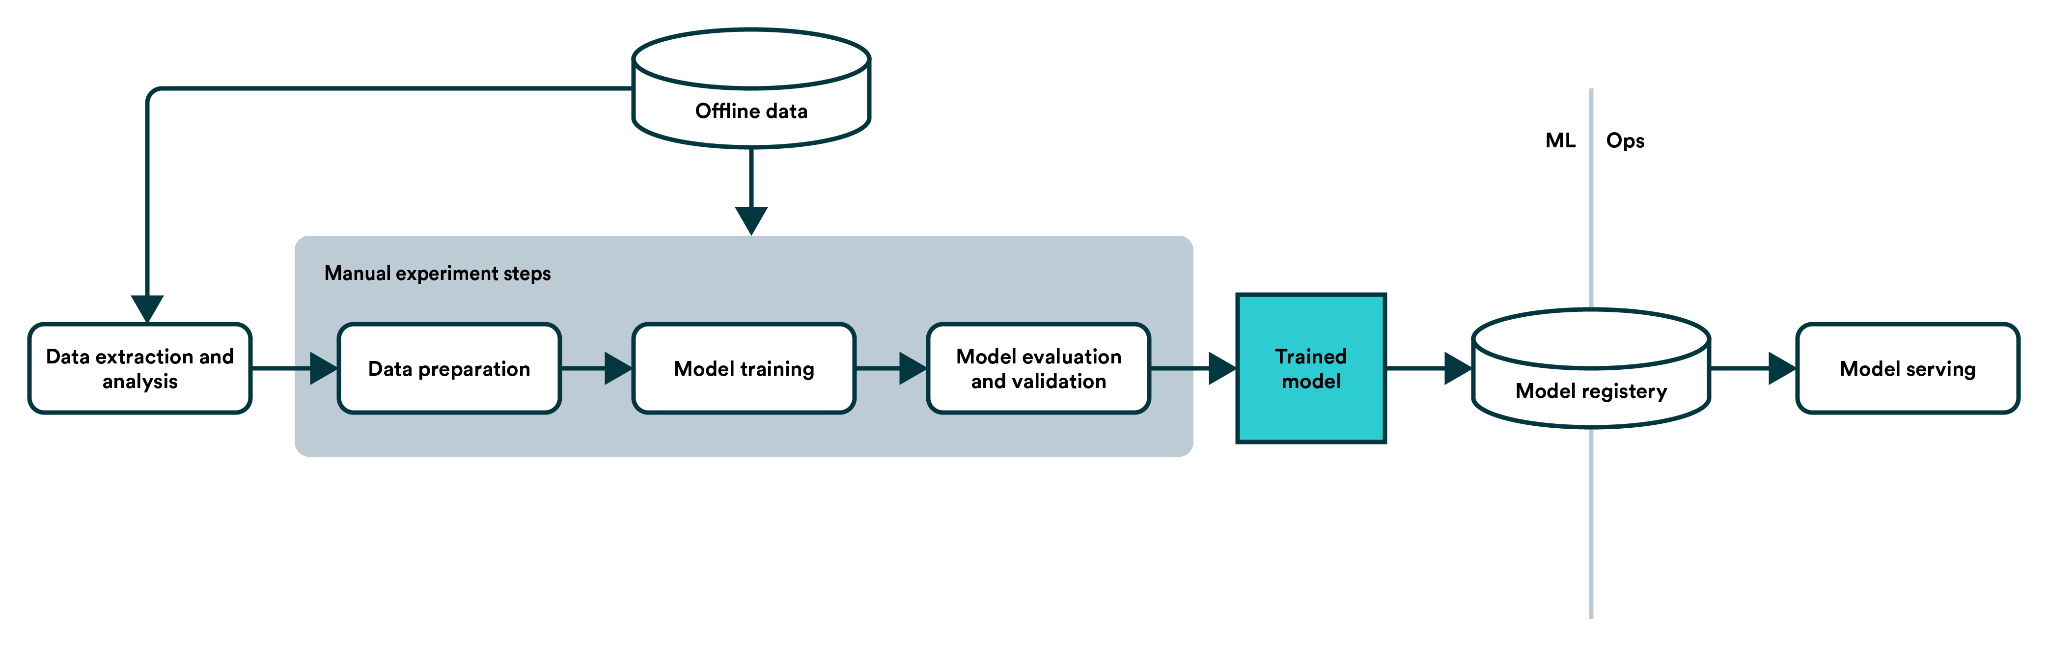 Offline data
ML
Ops
Manual experiment steps
Data extraction and
analysis
Data preparation
Model training
Model evaluation
and validation
Trained
model
Model registery
Model serving